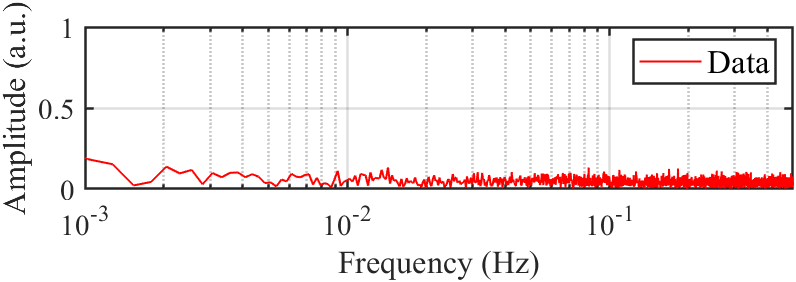 Amplitude (a.u.)
1
0.5
0
Data
10-3
10-2
10-1
Frequency (Hz)